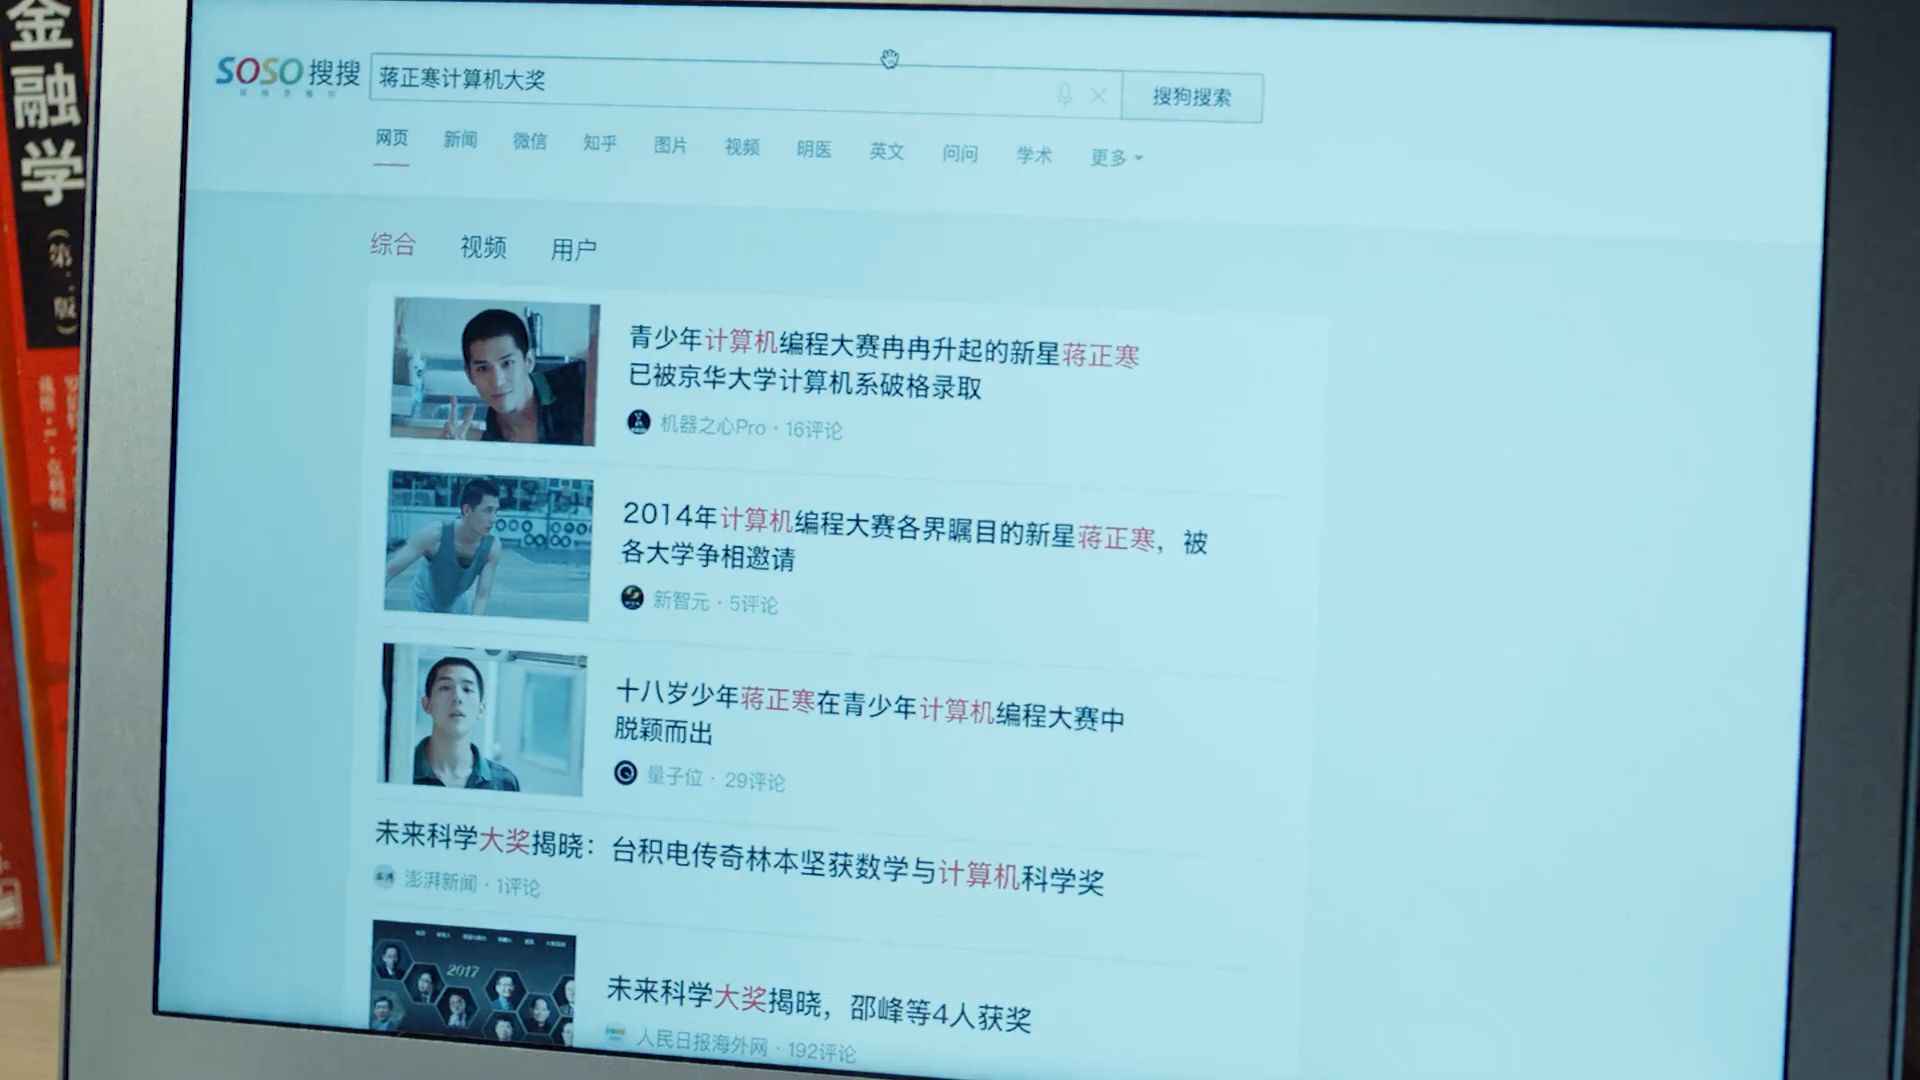 金融学
(第二版)
SOSO搜搜
蒋正寒计算机大奖
搜狗搜索
网页 新闻 微信 知乎 图片 视频 明医 英文 问问 学术 更多
综合 视频 用户
青少年计算机编程大赛冉冉升起的新星蒋正寒
已被京华大学计算机系破格录取
机器之心Pro · 16评论
2014年计算机编程大赛各界瞩目的新星蒋正寒，被
各大学争相邀请
新智元 · 5评论
十八岁少年蒋正寒在青少年计算机编程大赛中
脱颖而出
量子位 · 29评论
未来科学大奖揭晓：台积电传奇林本坚获数学与计算机科学奖
澎湃新闻 · 1评论
2017
未来科学大奖揭晓，邵峰等4人获奖
人民日报海外网 · 192评论